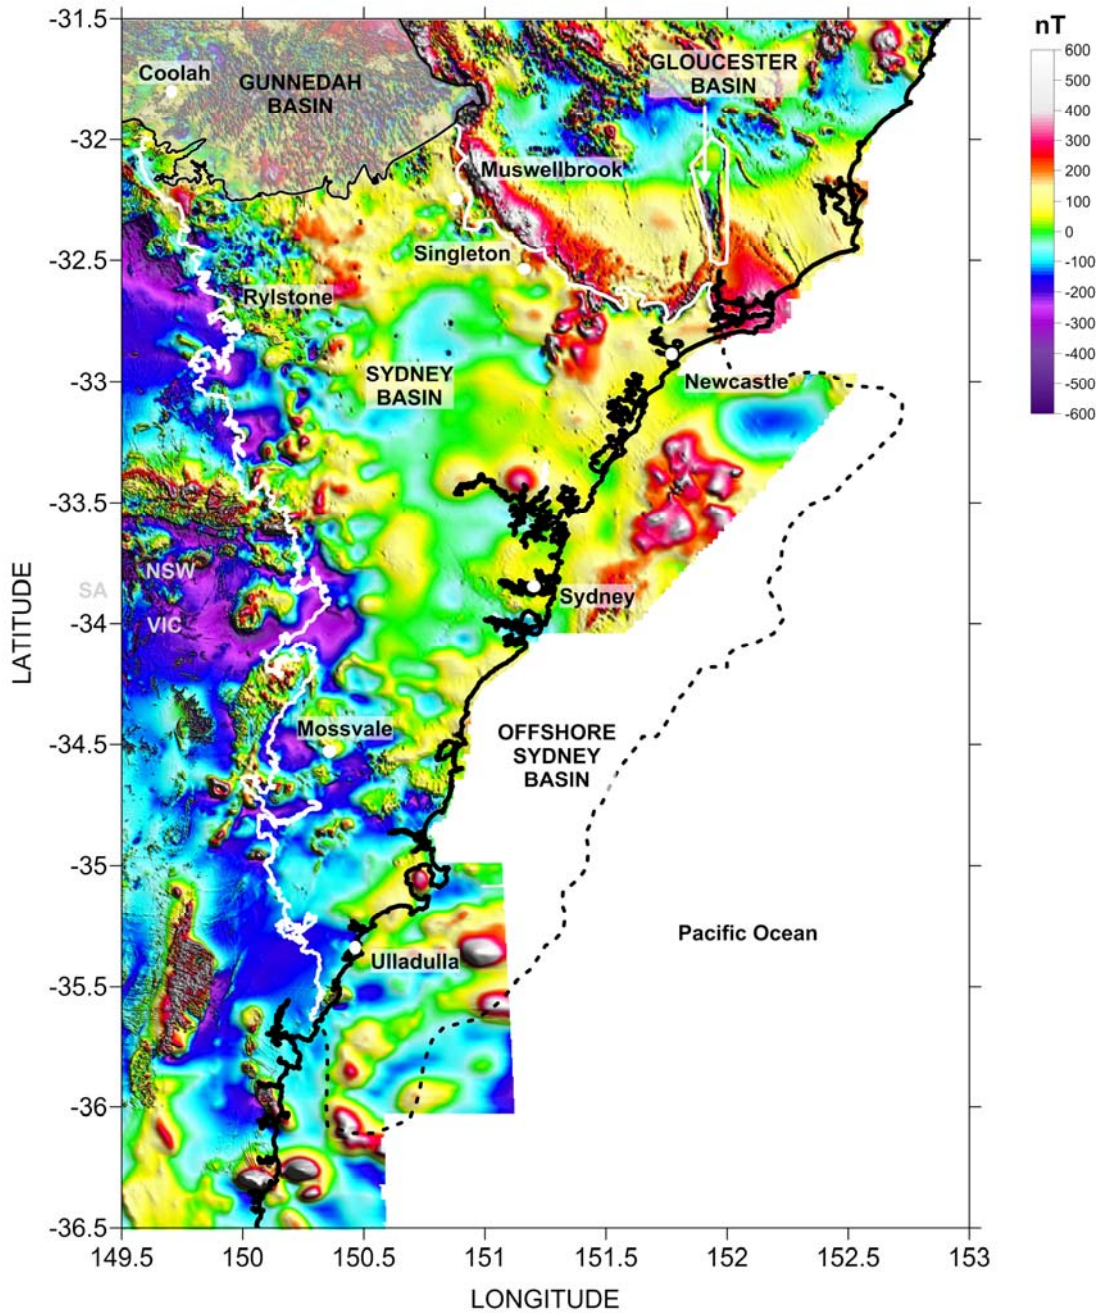 nT
600
500
400
300
200
100
0
-100
-200
-300
-400
-500
-600
-31.5
-32
-32.5
-33
-33.5
-34
-34.5
-35
-35.5
-36
-36.5
LATITUDE
Coolah
GUNNEDAH
BASIN
GLOUCESTER
BASIN
Muswellbrook
Singleton
Rylstone
SYDNEY
BASIN
Newcastle
NSW
SA
VIC
Sydney
Mossvale
OFFSHORE
SYDNEY
BASIN
Pacific Ocean
Ulladulla
149.5
150
150.5
151
151.5
152
152.5
153
LONGITUDE